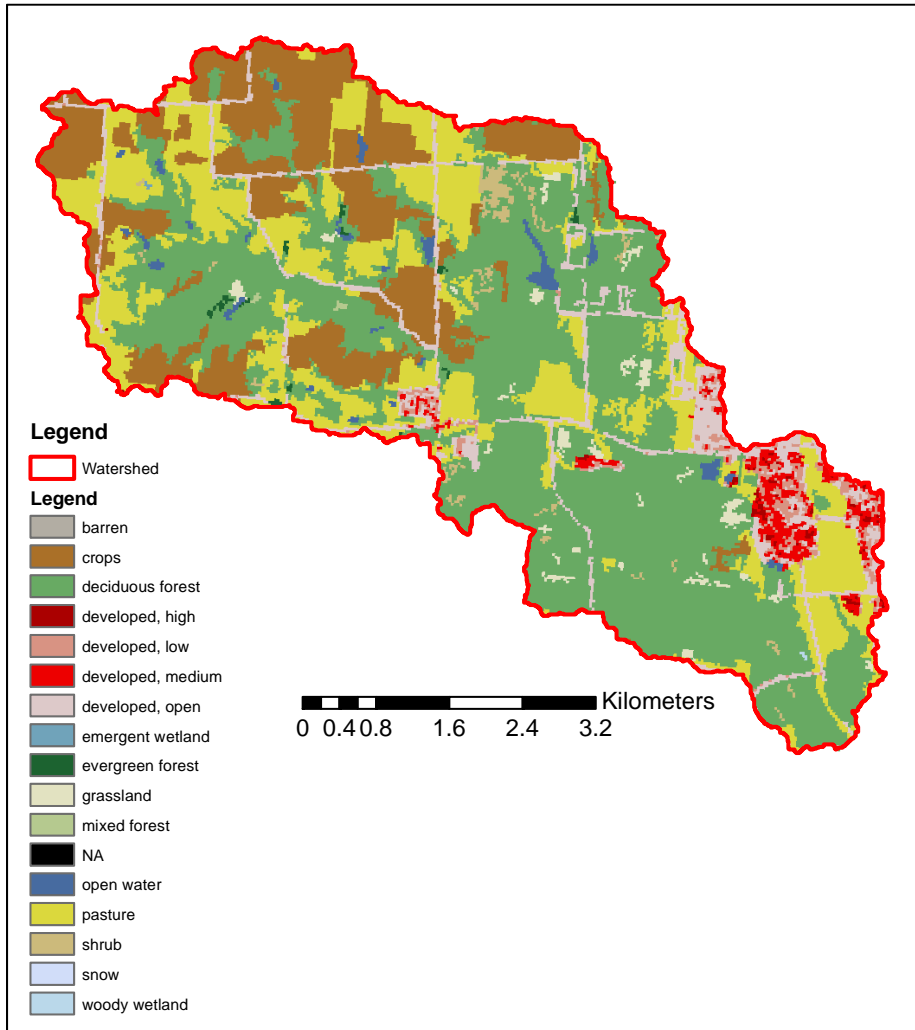 Legend
Watershed
Legend
barren
crops
deciduous forest
developed, high
developed, low
developed, medium
developed, open
emergent wetland
evergreen forest
grassland
mixed forest
NA
open water
pasture
shrub
snow
woody wetland
Kilometers
0 0.4 0.8 1.6 2.4 3.2